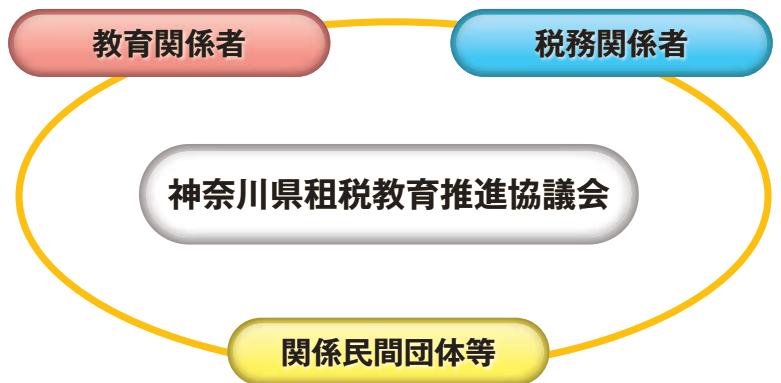 教育関係者
税務関係者
神奈川県租税教育推進協議会
関係民間団体等